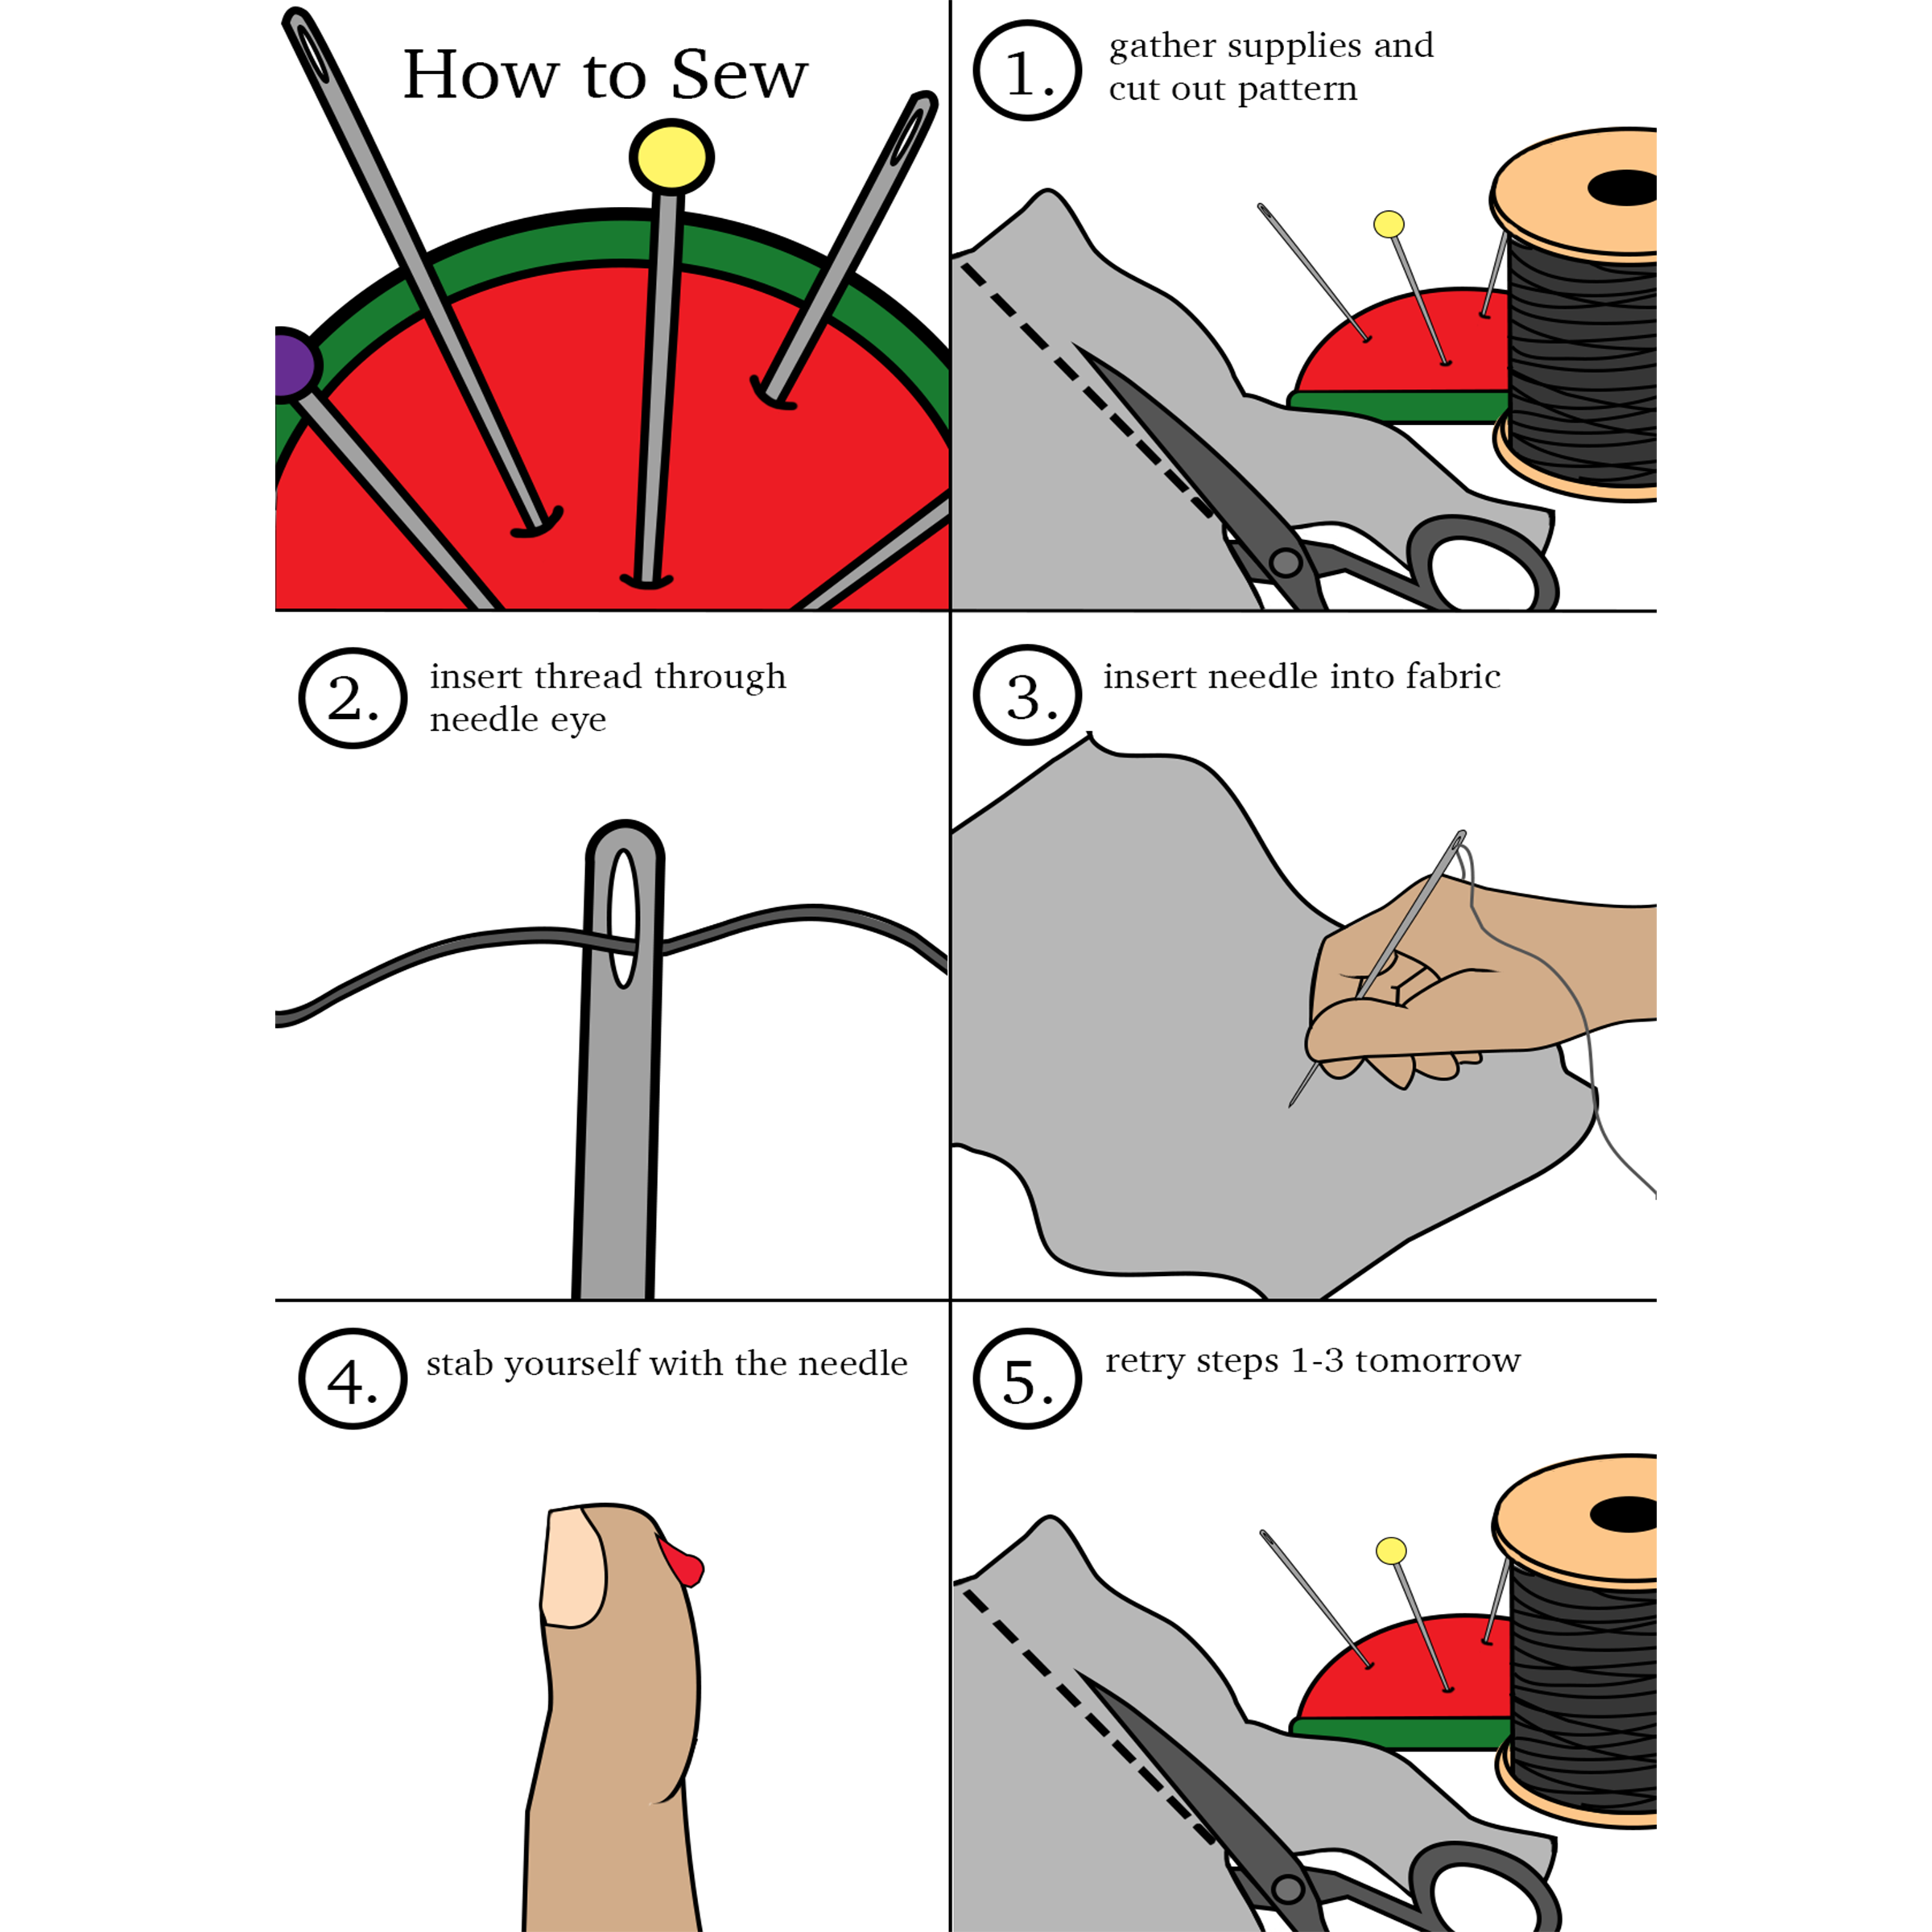 How to Sew
1.
gather supplies and
cut out pattern
2.
insert thread through
needle eye
3.
insert needle into fabric
4.
stab yourself with the needle
5.
retry steps 1-3 tomorrow